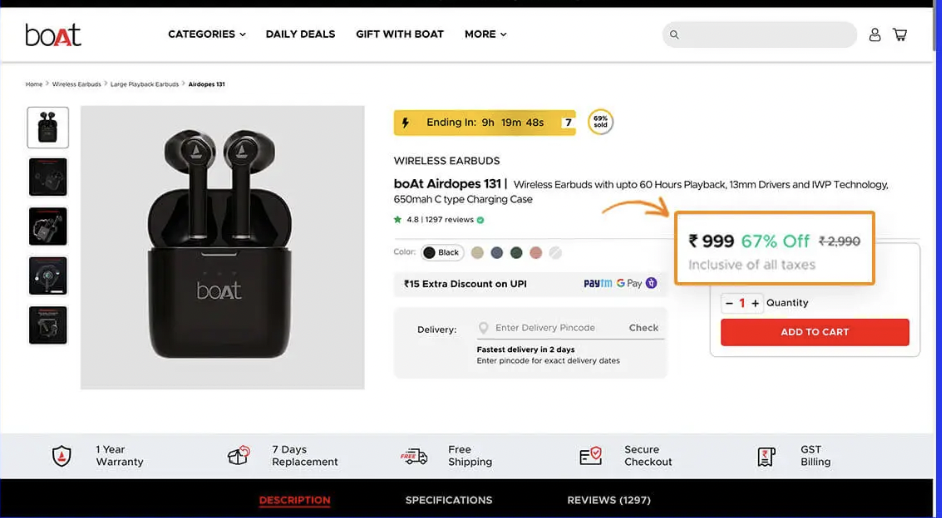 boAt
CATEGORIES
DAILY DEALS
GIFT WITH BOAT
MORE
Home > Wireless Earbuds > Large Playback Earbuds > Airdopes 131
boAt
Ending In: 9h 19m 48s
7
69%
sold
WIRELESS EARBUDS
boAt Airdopes 131 | Wireless Earbuds with upto 60 Hours Playback, 13mm Drivers and IWP Technology,
650mah C type Charging Case
4.8 | 1297 reviews
₹ 999 67% Off ₹ 2,990
Inclusive of all taxes
Color: Black
₹15 Extra Discount on UPI
Paytm G Pay
- 1 + Quantity
ADD TO CART
Delivery: Enter Delivery Pincode Check
Fastest delivery in 2 days
Enter pincode for exact delivery dates
1 Year
Warranty
7 Days
Replacement
FREE
Free
Shipping
Secure
Checkout
GST
Billing
DESCRIPTION
SPECIFICATIONS
REVIEWS (1297)